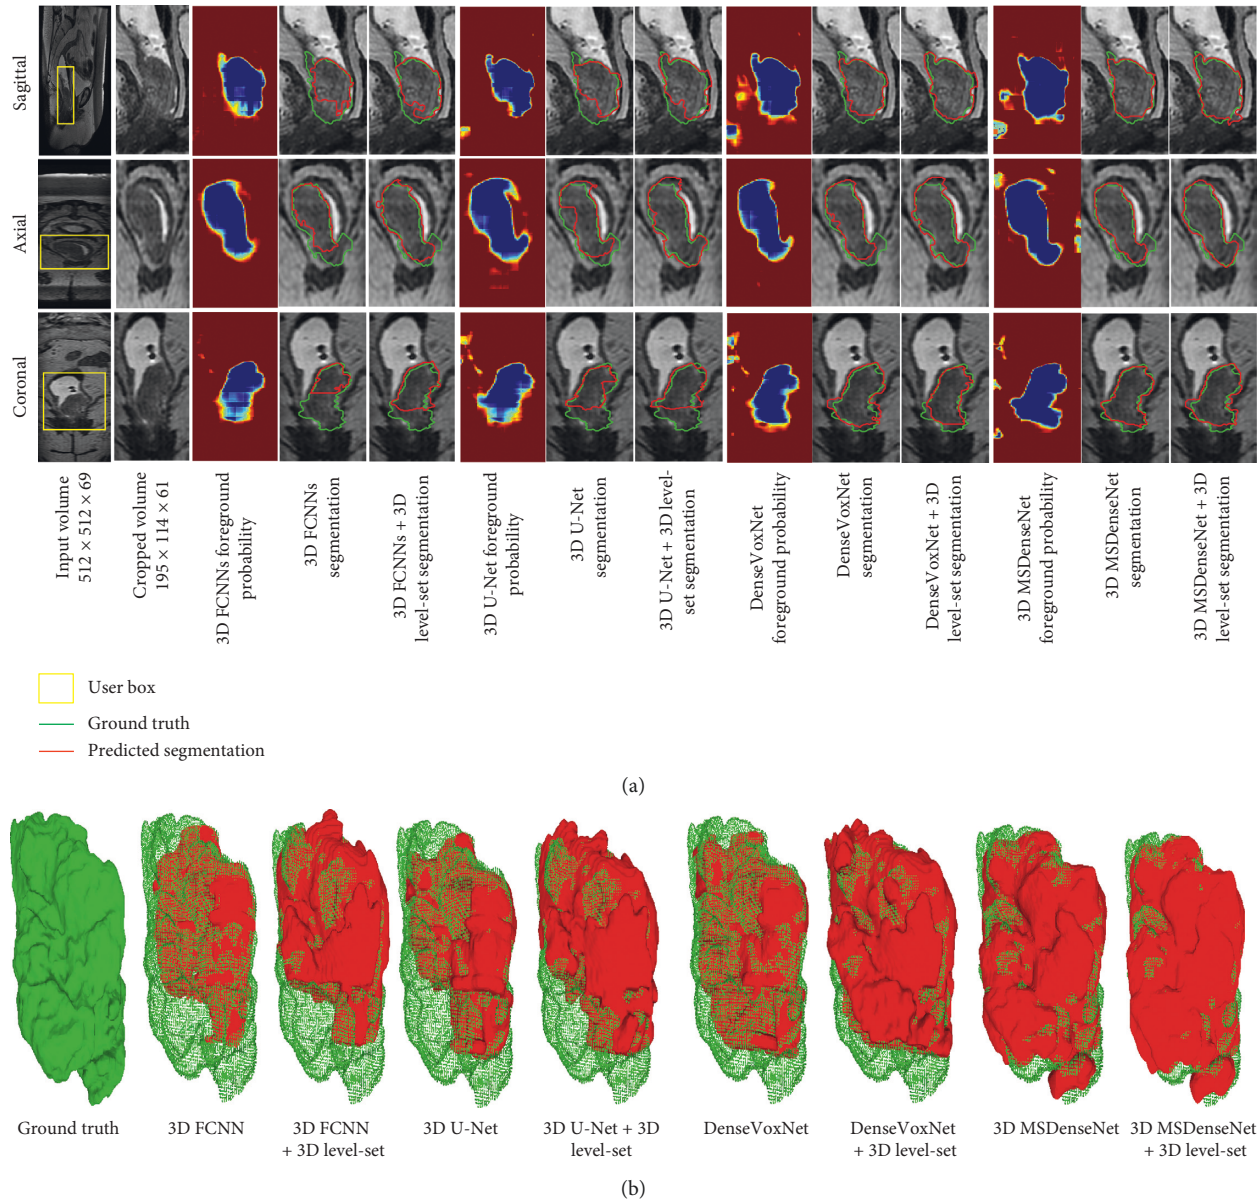 Sagittal
Axial
Coronal
Input volume
512 × 512 × 69
Cropped volume
195 × 114 × 61
3D FCNNs foreground
probability
3D FCNNs
segmentation
3D FCNNs + 3D
level-set segmentation
3D U-Net foreground
probability
3D U-Net
segmentation
3D U-Net + 3D level-
set segmentation
DenseVoxNet
foreground probability
DenseVoxNet
segmentation
DenseVoxNet + 3D
level-set segmentation
3D MSDenseNet
foreground probability
3D MSDenseNet
segmentation
3D MSDenseNet + 3D
level-set segmentation
User box
Ground truth
Predicted segmentation
(a)
Ground truth
3D FCNN
3D FCNN
+ 3D level-set
3D U-Net
3D U-Net + 3D
level-set
DenseVoxNet
DenseVoxNet
+ 3D level-set
3D MSDenseNet
3D MSDenseNet
+ 3D level-set
(b)